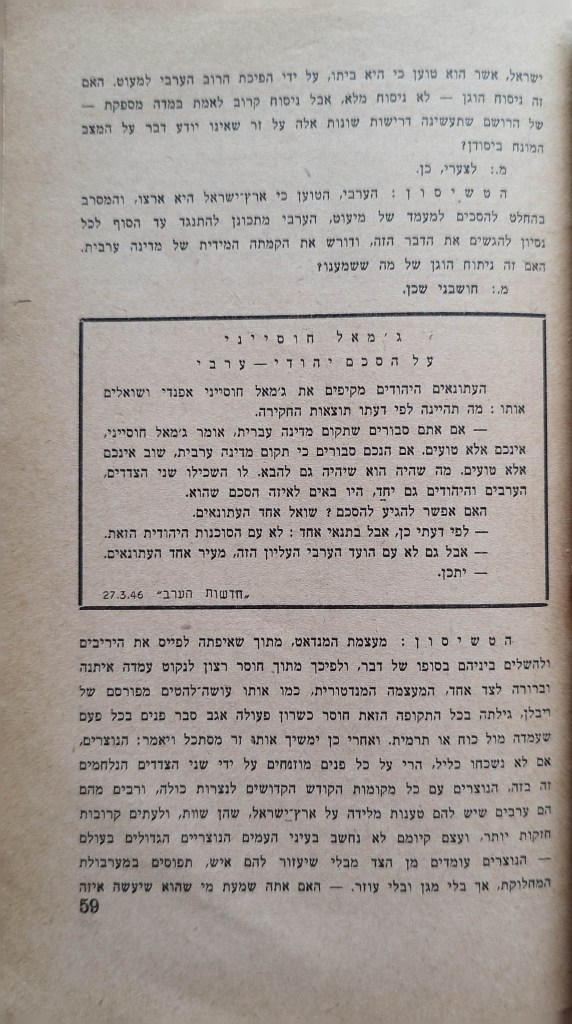 ישראל, אשר הוא טוען כי היא ביתו, על ידי הפיכת הרוב הערבי למעוט. האם
זה ניסוח הוגן — לא ניסוח מלא, אבל ניסוח קרוב לאמת במדה מספקת —
של הרושם שתעשינה דרישות שונות אלה על זר שאינו יודע דבר על המצב
המונח ביסודן?
מ.: לצערי, כן.
הטשיסון: הערבי, הטוען כי ארץ־ישראל היא ארצו, והמסרב
בהחלט להסכים למעמד של מיעוט, הערבי מתכונן להתנגד עד הסוף לכל
נסיון להגשים את הדבר הזה, ודורש את הקמתה המידית של מדינה ערבית.
האם זה ניתוח הוגן של מה ששמענו?
מ.: חושבני שכן.
ג׳מאל חוסייני
על הסכם יהודי—ערבי
העתונאים היהודים מקיפים את ג׳מאל חוסייני אפנדי ושואלים
אותו: מה תהיינה לפי דעתו תוצאות החקירה.
— אם אתם סבורים שתקום מדינה עברית, אומר ג׳מאל חוסייני,
אינכם אלא טועים. אם הנכם סבורים כי תקום מדינה ערבית, שוב אינכם
אלא טועים. מה שהיה הוא שיהיה גם להבא. לו השכילו שני הצדדים,
הערבים והיהודים גם יחד, היו באים לאיזה הסכם שהוא.
האם אפשר להגיע להסכם? שואל אחד העתונאים.
— לפי דעתי כן, אבל בתנאי אחד: לא עם הסוכנות היהודית הזאת.
— אבל גם לא עם הועד הערבי העליון הזה, מעיר אחד העתונאים.
— יתכן.
„חדשות הערב״ 27.3.46
הטשיסון: מעצמת המנדאט, מתוך שאיפתה לפייס את היריבים
ולהשלים ביניהם בסופו של דבר, ולפיכך מתוך חוסר רצון לנקוט עמדה איתנה
וברורה לצד אחד, המעצמה המנדטורית, כמו אותו עושה־להטים מפורסם של
ריבלן, גילתה בכל התקופה הזאת חוסר כשרון פעולה אגב סבר פנים בכל פעם
שעמדה מול כוח או תרמית. ואחרי כן ימשיך אותו זר מסתכל ויאמר: הנוצרים,
אם לא נשכחו כליל, הרי על כל פנים מוזנחים על ידי שני הצדדים הנלחמים
זה בזה, הנוצרים עם כל מקומות הקודש הקדושים לנצרות כולה, ורבים מהם
הם ערבים שיש להם טענות מלידה על ארץ־ישראל, שהן שוות, ולעתים קרובות
חזקות יותר, ועצם קיומם לא נחשב בעיני העמים הנוצריים הגדולים בעולם
— הנוצרים עומדים מן הצד מבלי שיעזור להם איש, תפוסים במערבולת
המחלוקת, אך בלי מגן ובלי עוזר. — האם אתה שמעת מי שהוא שיעשה איזה
59